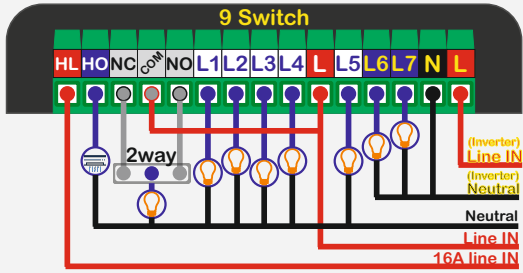 9 Switch
HL HO NC COM NO L1 L2 L3 L4 L L5 L6 L7 N L
2way
(Inverter)
Line IN
(Inverter)
Neutral
Neutral
Line IN
16A line IN